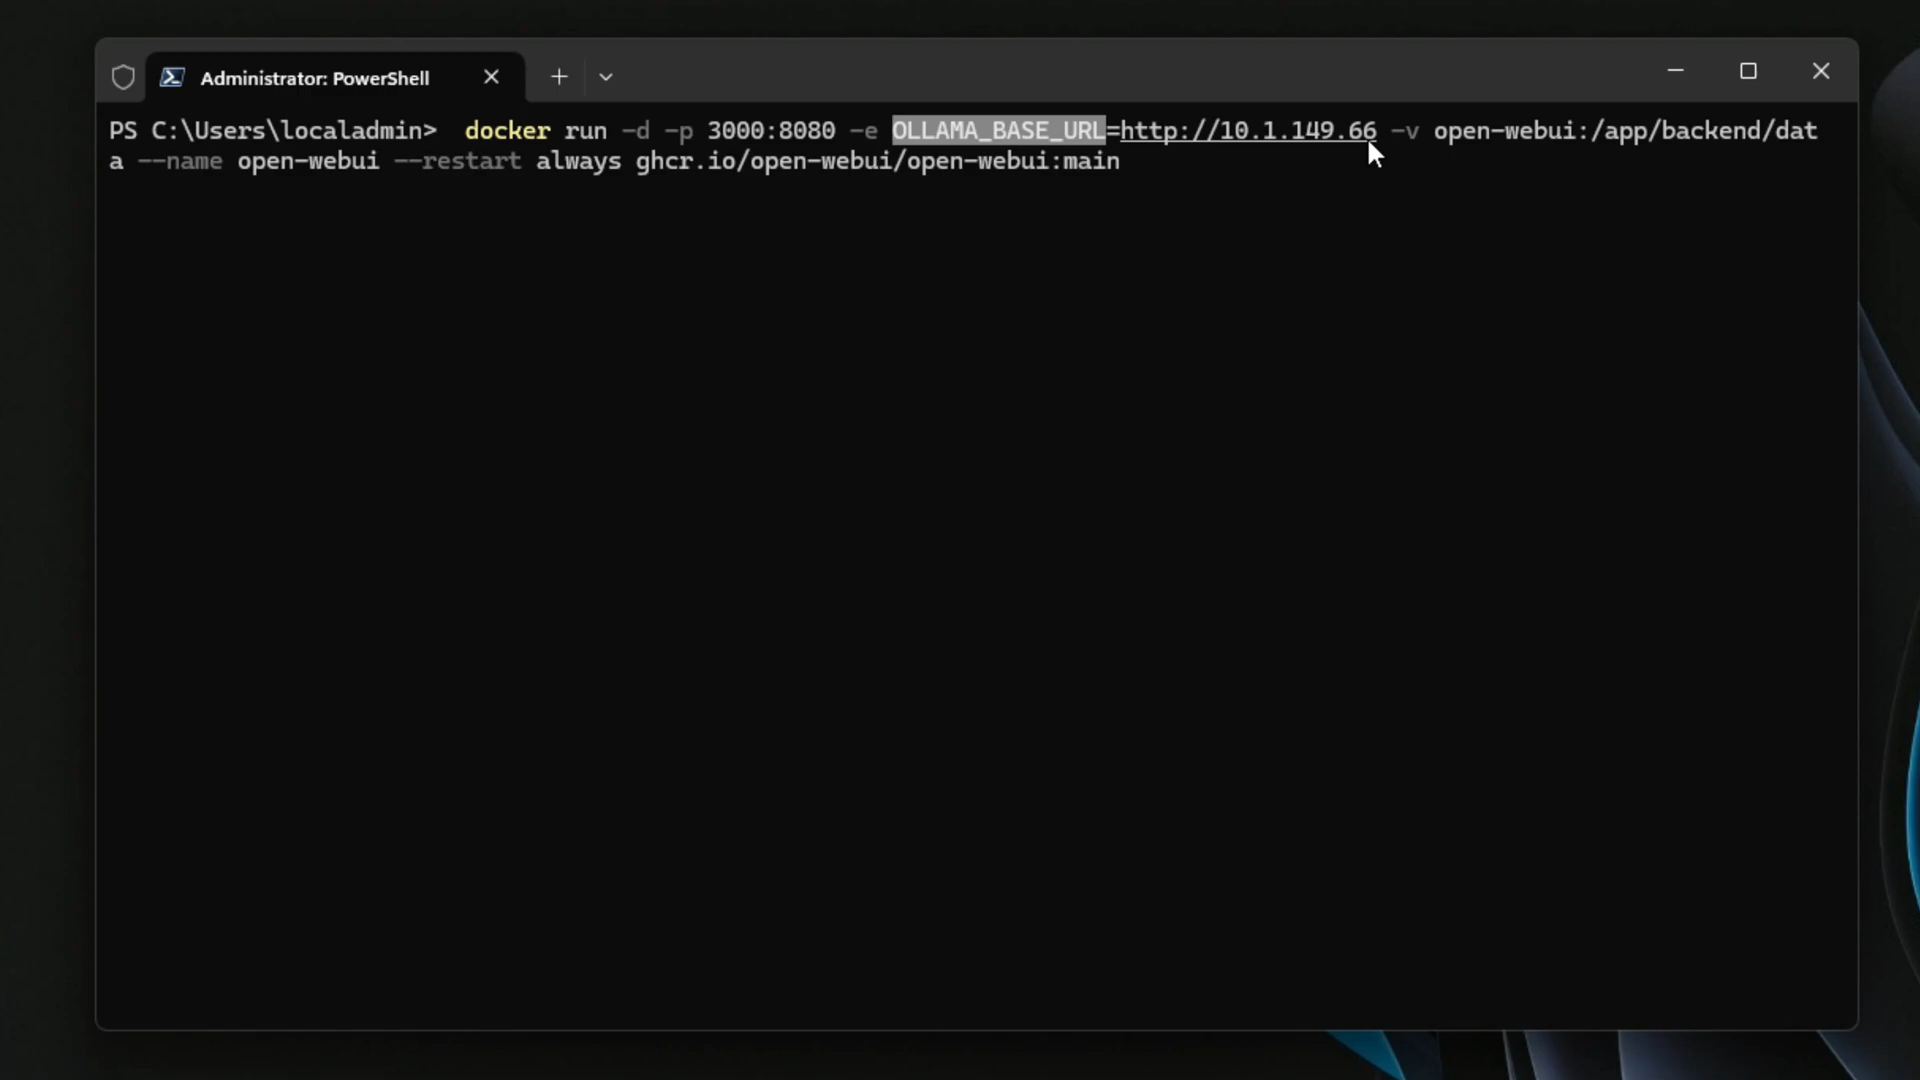 Administrator: PowerShell
PS C:\Users\localadmin>  docker run -d -p 3000:8080 -e OLLAMA_BASE_URL=http://10.1.149.66 -v open-webui:/app/backend/dat
a --name open-webui --restart always ghcr.io/open-webui/open-webui:main